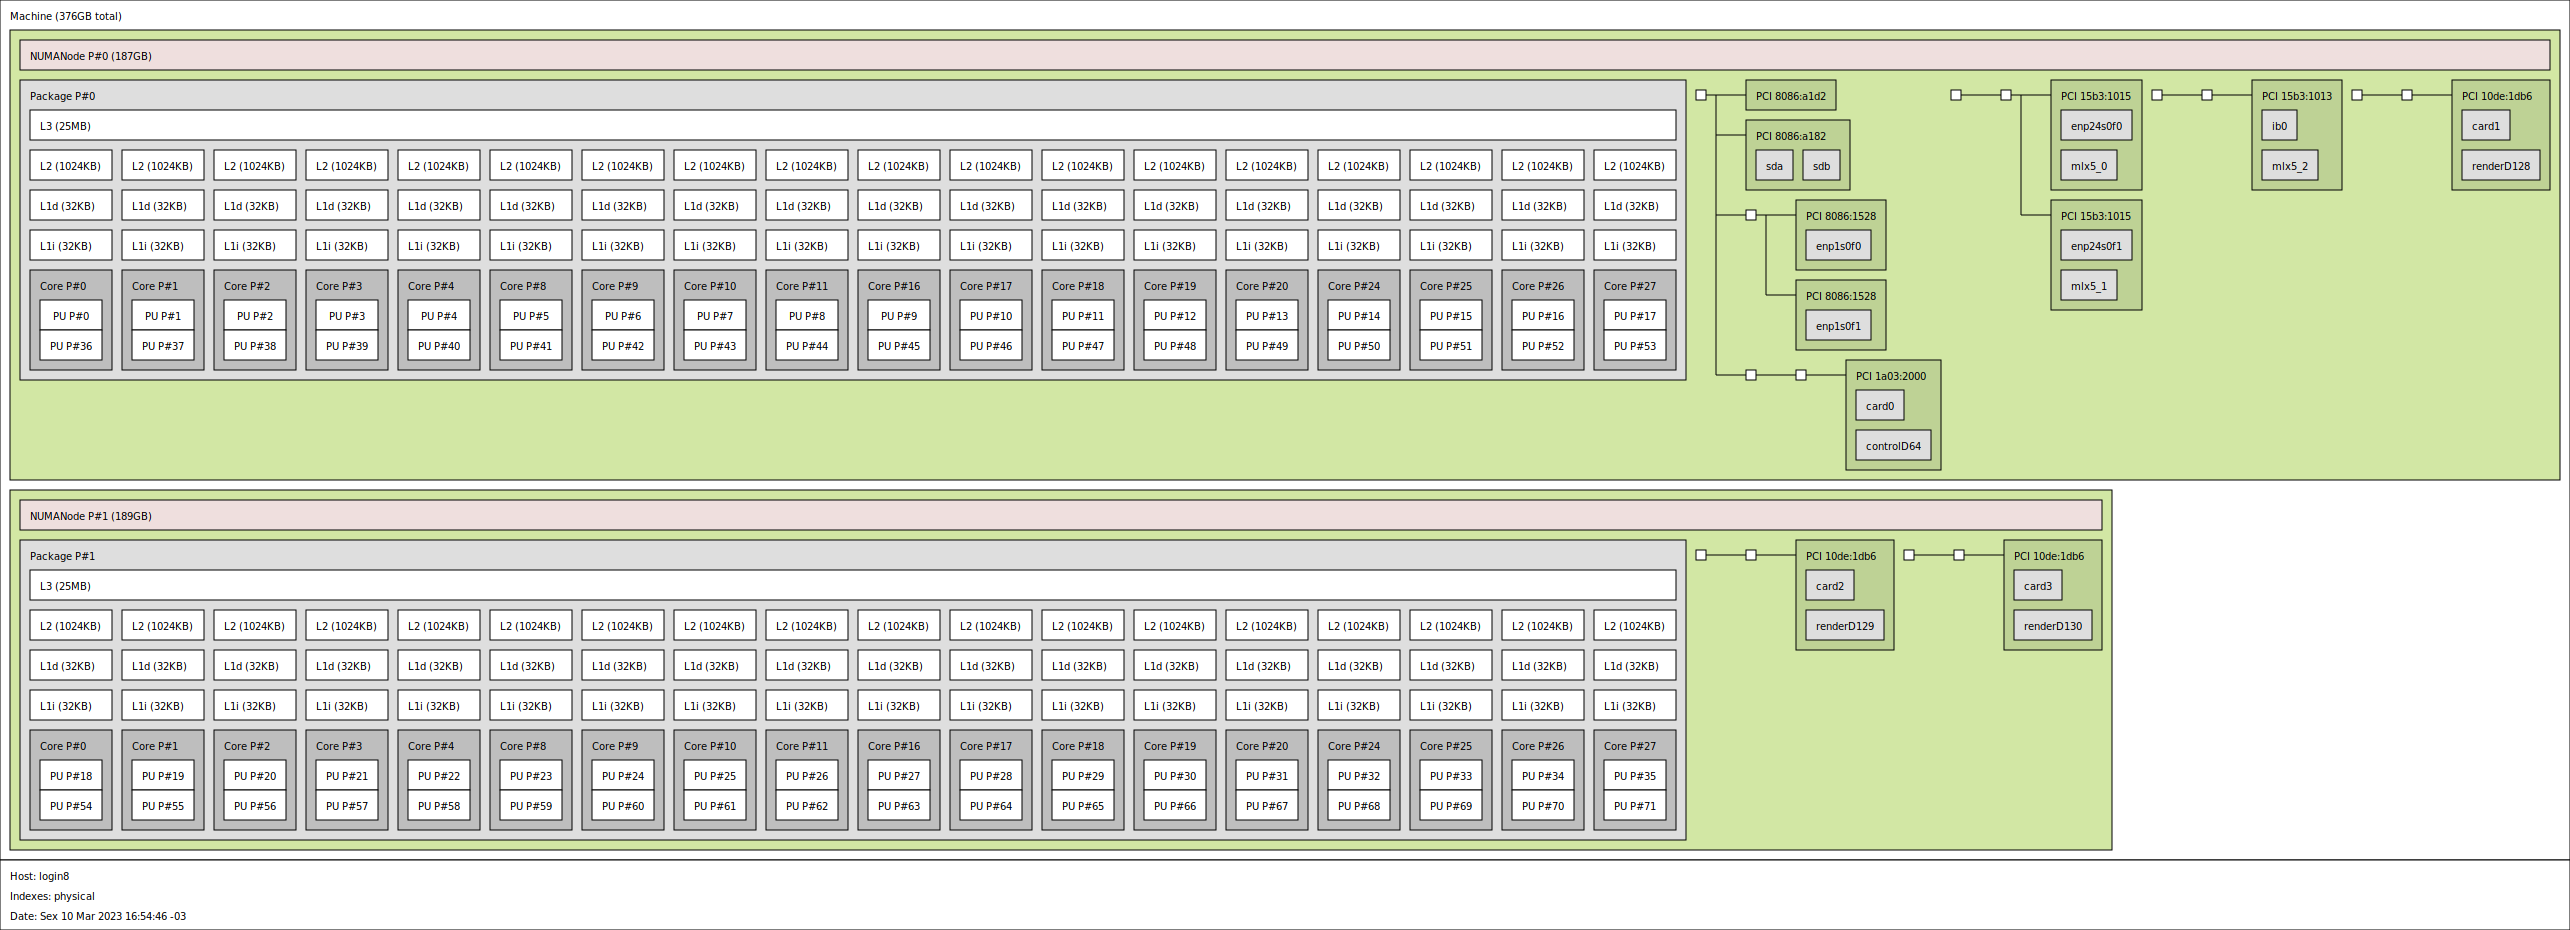 Machine (376GB total)
NUMANode P#0 (187GB)
Package P#0
L3 (25MB)
L2 (1024KB) L2 (1024KB) L2 (1024KB) L2 (1024KB) L2 (1024KB) L2 (1024KB) L2 (1024KB) L2 (1024KB) L2 (1024KB) L2 (1024KB) L2 (1024KB) L2 (1024KB) L2 (1024KB) L2 (1024KB) L2 (1024KB) L2 (1024KB) L2 (1024KB) L2 (1024KB)
L1d (32KB) L1d (32KB) L1d (32KB) L1d (32KB) L1d (32KB) L1d (32KB) L1d (32KB) L1d (32KB) L1d (32KB) L1d (32KB) L1d (32KB) L1d (32KB) L1d (32KB) L1d (32KB) L1d (32KB) L1d (32KB) L1d (32KB) L1d (32KB)
L1i (32KB) L1i (32KB) L1i (32KB) L1i (32KB) L1i (32KB) L1i (32KB) L1i (32KB) L1i (32KB) L1i (32KB) L1i (32KB) L1i (32KB) L1i (32KB) L1i (32KB) L1i (32KB) L1i (32KB) L1i (32KB) L1i (32KB) L1i (32KB)
Core P#0 Core P#1 Core P#2 Core P#3 Core P#4 Core P#8 Core P#9 Core P#10 Core P#11 Core P#16 Core P#17 Core P#18 Core P#19 Core P#20 Core P#24 Core P#25 Core P#26 Core P#27
PU P#0 PU P#1 PU P#2 PU P#3 PU P#4 PU P#5 PU P#6 PU P#7 PU P#8 PU P#9 PU P#10 PU P#11 PU P#12 PU P#13 PU P#14 PU P#15 PU P#16 PU P#17
PU P#36 PU P#37 PU P#38 PU P#39 PU P#40 PU P#41 PU P#42 PU P#43 PU P#44 PU P#45 PU P#46 PU P#47 PU P#48 PU P#49 PU P#50 PU P#51 PU P#52 PU P#53
PCI 8086:a1d2
PCI 8086:a182
sda sdb
PCI 8086:1528
enp1s0f0
PCI 8086:1528
enp1s0f1
PCI 1a03:2000
card0
controlD64
PCI 15b3:1015
enp24s0f0
mlx5_0
PCI 15b3:1015
enp24s0f1
mlx5_1
PCI 15b3:1013
ib0
mlx5_2
PCI 10de:1db6
card1
renderD128
NUMANode P#1 (189GB)
Package P#1
L3 (25MB)
L2 (1024KB) L2 (1024KB) L2 (1024KB) L2 (1024KB) L2 (1024KB) L2 (1024KB) L2 (1024KB) L2 (1024KB) L2 (1024KB) L2 (1024KB) L2 (1024KB) L2 (1024KB) L2 (1024KB) L2 (1024KB) L2 (1024KB) L2 (1024KB) L2 (1024KB) L2 (1024KB)
L1d (32KB) L1d (32KB) L1d (32KB) L1d (32KB) L1d (32KB) L1d (32KB) L1d (32KB) L1d (32KB) L1d (32KB) L1d (32KB) L1d (32KB) L1d (32KB) L1d (32KB) L1d (32KB) L1d (32KB) L1d (32KB) L1d (32KB) L1d (32KB)
L1i (32KB) L1i (32KB) L1i (32KB) L1i (32KB) L1i (32KB) L1i (32KB) L1i (32KB) L1i (32KB) L1i (32KB) L1i (32KB) L1i (32KB) L1i (32KB) L1i (32KB) L1i (32KB) L1i (32KB) L1i (32KB) L1i (32KB) L1i (32KB)
Core P#0 Core P#1 Core P#2 Core P#3 Core P#4 Core P#8 Core P#9 Core P#10 Core P#11 Core P#16 Core P#17 Core P#18 Core P#19 Core P#20 Core P#24 Core P#25 Core P#26 Core P#27
PU P#18 PU P#19 PU P#20 PU P#21 PU P#22 PU P#23 PU P#24 PU P#25 PU P#26 PU P#27 PU P#28 PU P#29 PU P#30 PU P#31 PU P#32 PU P#33 PU P#34 PU P#35
PU P#54 PU P#55 PU P#56 PU P#57 PU P#58 PU P#59 PU P#60 PU P#61 PU P#62 PU P#63 PU P#64 PU P#65 PU P#66 PU P#67 PU P#68 PU P#69 PU P#70 PU P#71
PCI 10de:1db6
card2
renderD129
PCI 10de:1db6
card3
renderD130
Host: login8
Indexes: physical
Date: Sex 10 Mar 2023 16:54:46 -03